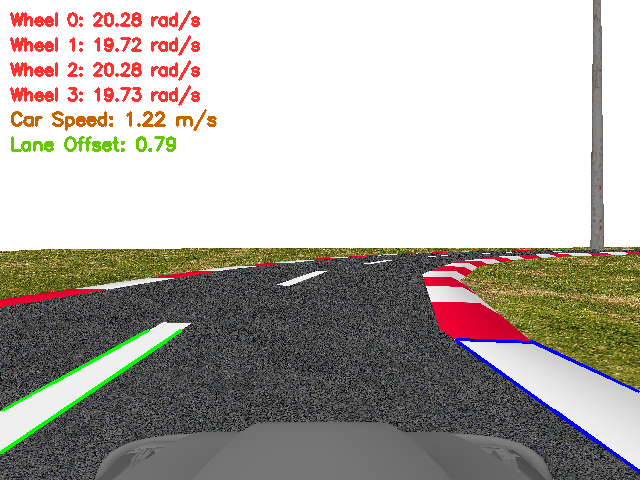 Wheel 0: 20.28 rad/s
Wheel 1: 19.72 rad/s
Wheel 2: 20.28 rad/s
Wheel 3: 19.73 rad/s
Car Speed: 1.22 m/s
Lane Offset: 0.79